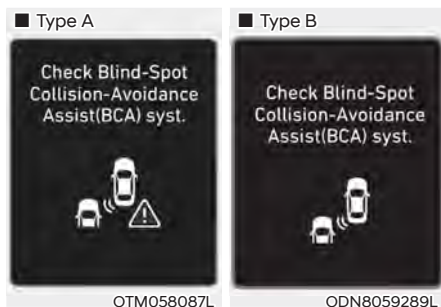 ■ Type A
Check Blind-Spot
Collision-Avoidance
Assist(BCA) syst.
OTM058087L
■ Type B
Check Blind-Spot
Collision-Avoidance
Assist(BCA) syst.
ODN8059289L